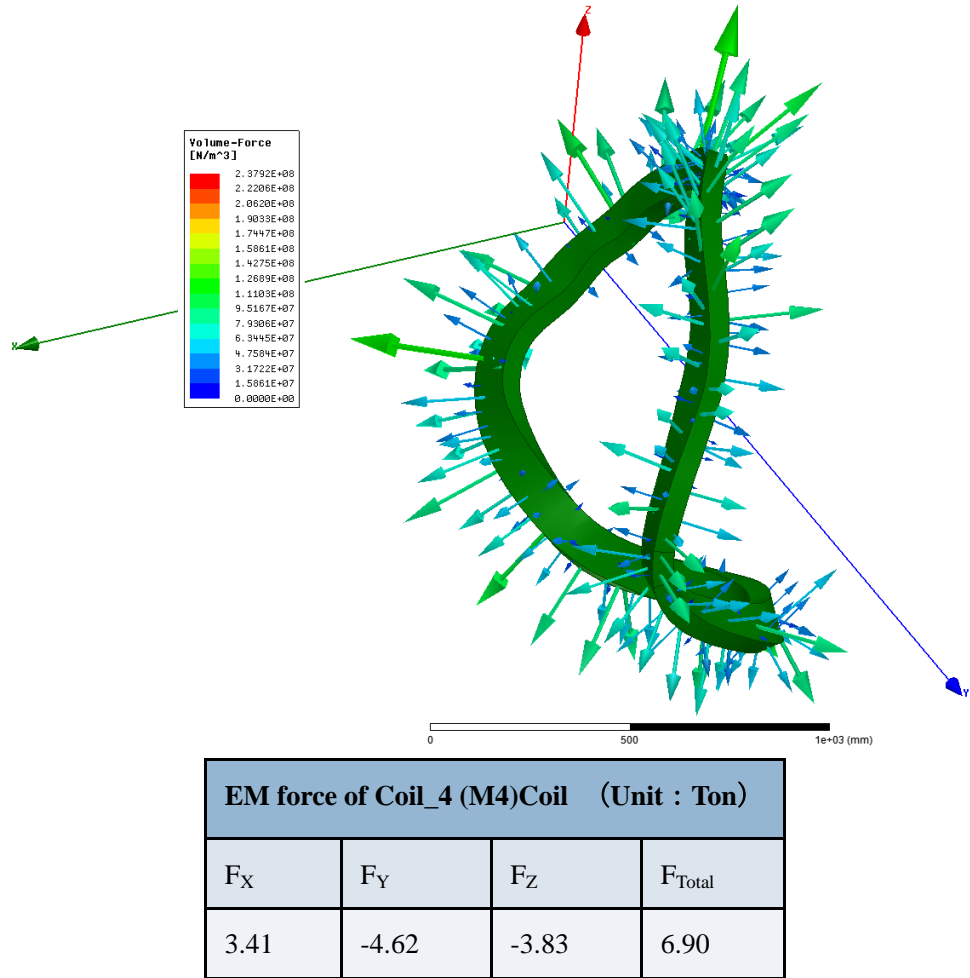 Z
Volume-Force
[N/m^3]
2.3792E+08
2.2206E+08
2.0620E+08
1.9033E+08
1.7447E+08
1.5861E+08
1.4275E+08
1.2689E+08
1.1103E+08
9.5167E+07
7.9306E+07
6.3445E+07
4.7584E+07
3.1722E+07
1.5861E+07
0.0000E+00
X
Y
0 500 1e+03 (mm)
EM force of Coil_4 (M4)Coil （Unit：Ton）
FX FY FZ FTotal
3.41 -4.62 -3.83 6.90